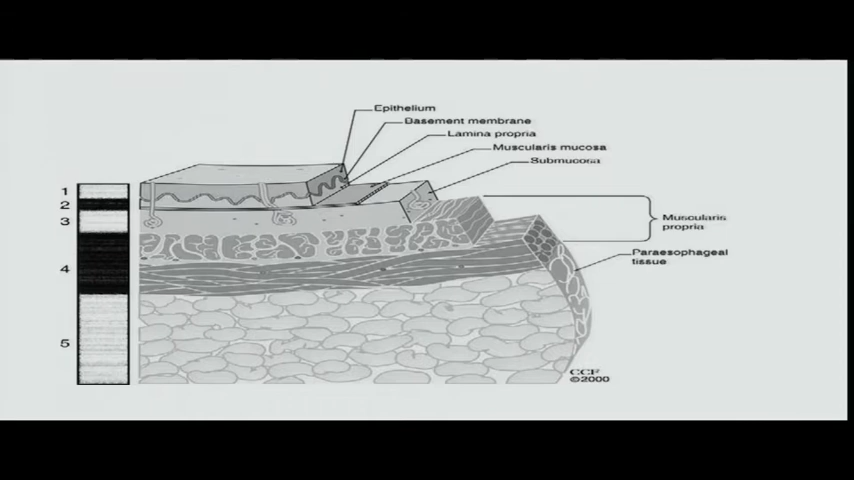 Epithelium
Basement membrane
Lamina propria
Muscularis mucosa
Submucosa
1
2
3
4
5
Muscularis
propria
Paraesophageal
tissue
CCF
©2000